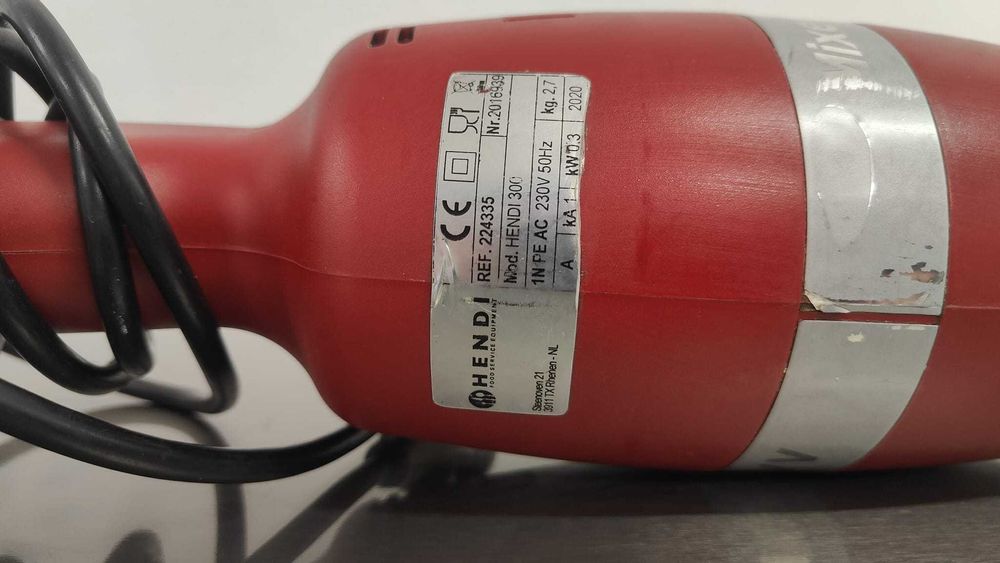 HENDI
FOOD SERVICE EQUIPMENT
Steenoven 21
3911 TX Rhenen - NL
CE
REF. 224335
Nr.2016939
Mod. HENDI 300
1N PE AC 230V 50Hz
kg. 2,7
A
kA 1
kW 0.3
2020
Mix